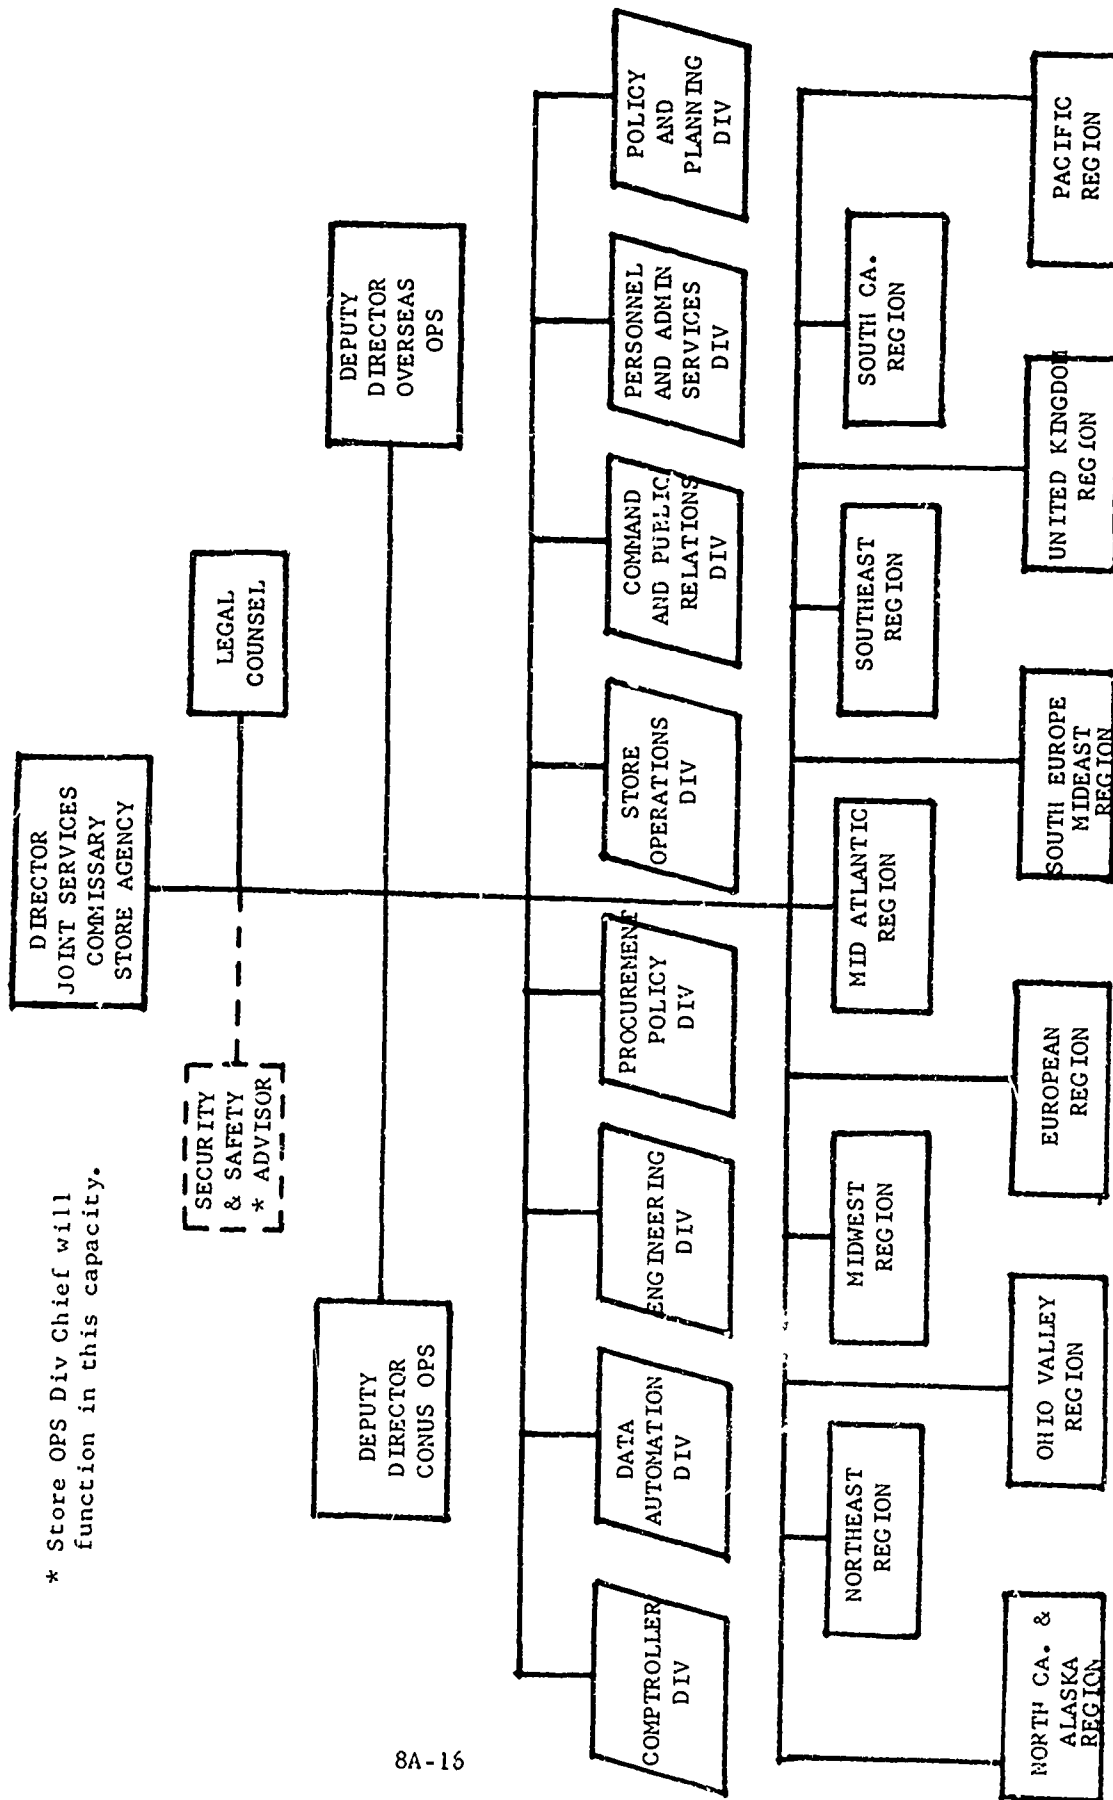 * Store OPS Div Chief will
function in this capacity.
DIRECTOR
JOINT SERVICES
COMMISSARY
STORE AGENCY
SECURITY
& SAFETY
* ADVISOR
LEGAL
COUNSEL
DEPUTY
DIRECTOR
CONUS OPS
DEPUTY
DIRECTOR
OVERSEAS
OPS
COMPTROLLER
DIV
DATA
AUTOMATION
DIV
ENGINEERING
DIV
PROCUREMENT
POLICY
DIV
STORE
OPERATIONS
DIV
COMMAND
AND PUBLIC
RELATIONS
DIV
PERSONNEL
AND ADMIN
SERVICES
DIV
POLICY
AND
PLANNING
DIV
NORTHEAST
REGION
MIDWEST
REGION
MID ATLANTIC
REGION
SOUTHEAST
REGION
SOUTH CA.
REGION
NORTH CA. &
ALASKA
REGION
OHIO VALLEY
REGION
EUROPEAN
REGION
SOUTH EUROPE
MIDEAST
REGION
UNITED KINGDOM
REGION
PACIFIC
REGION
8A-16